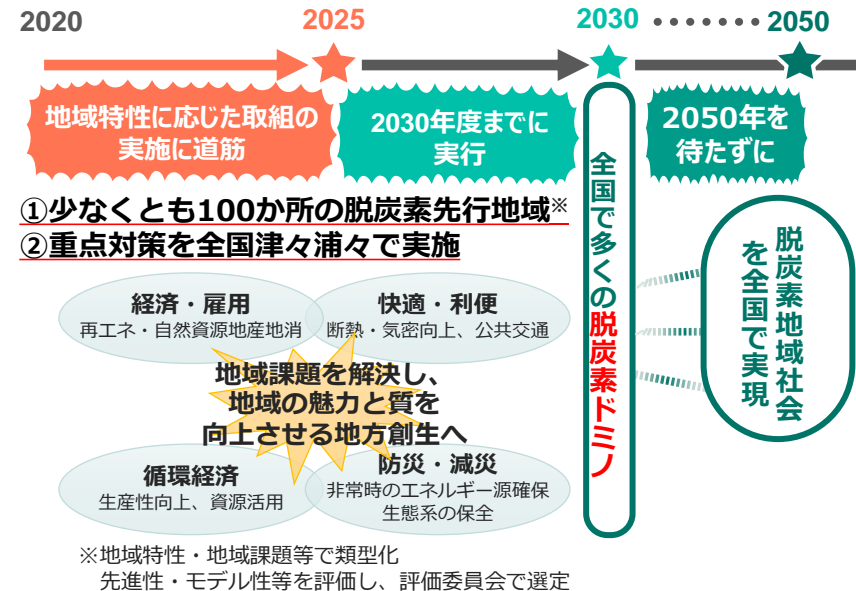 2020
2025
2030
・・・・・・・
2050
地域特性に応じた取組の
実施に道筋
2030年度までに
実行
2050年を
待たずに
①少なくとも100か所の脱炭素先行地域※
②重点対策を全国津々浦々で実施
経済・雇用
再エネ・自然資源地産地消
快適・利便
断熱・気密向上、公共交通
地域課題を解決し、
地域の魅力と質を
向上させる地方創生へ
循環経済
生産性向上、資源活用
防災・減災
非常時のエネルギー源確保
生態系の保全
※地域特性・地域課題等で類型化
先進性・モデル性等を評価し、評価委員会で選定
全国で多くの脱炭素ドミノ
脱炭素地域社会
を全国で実現